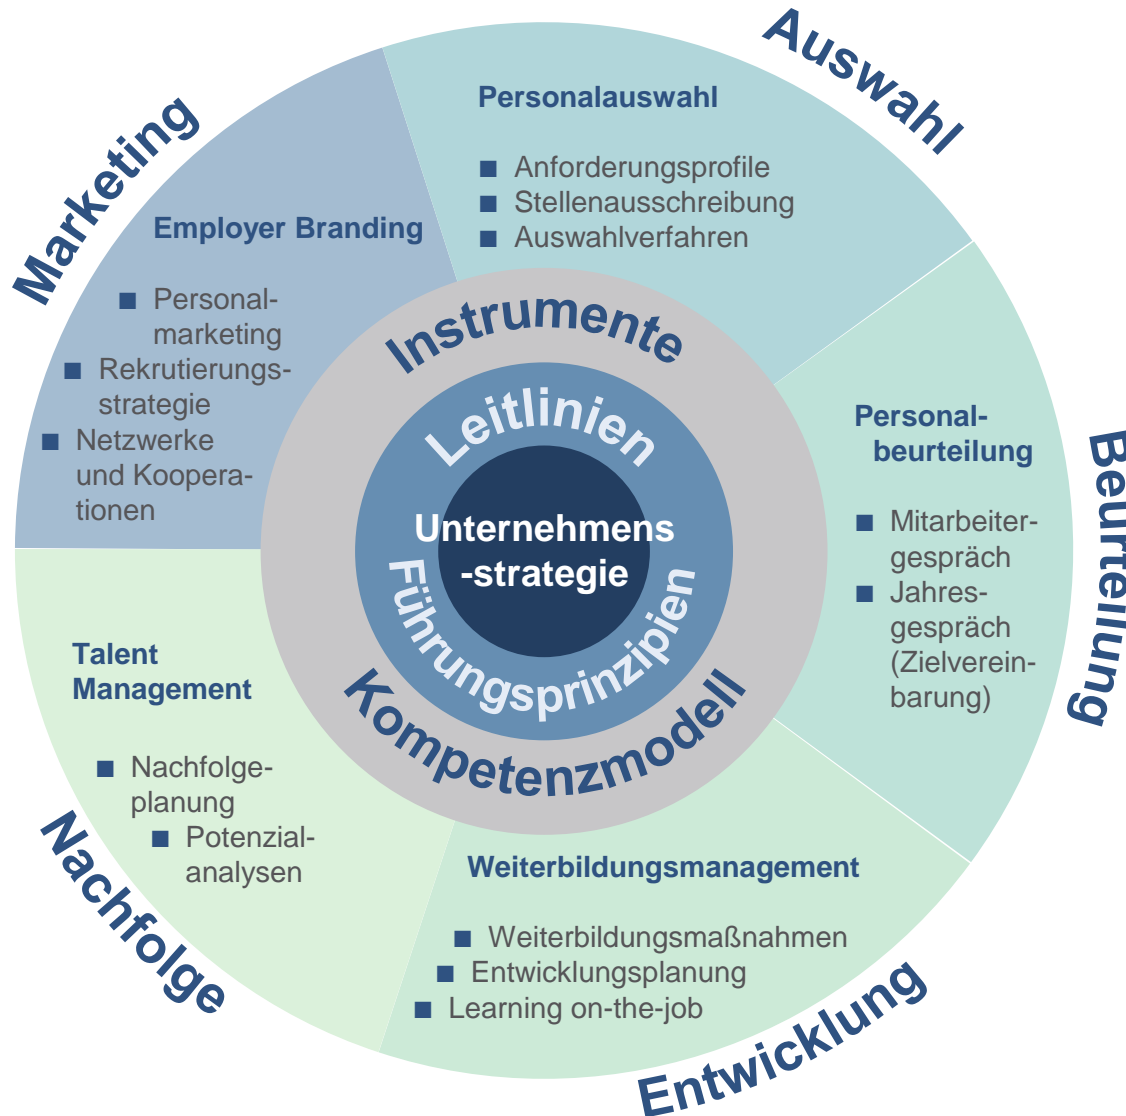 Auswahl
Personalauswahl
■ Anforderungsprofile
■ Stellenausschreibung
■ Auswahlverfahren
Marketing
Employer Branding
■ Personal-
marketing
■ Rekrutierungs-
strategie
■ Netzwerke
und Koopera-
tionen
Instrumente
Leitlinien
Unternehmens
-strategie
Führungsprinzipien
Kompetenzmodell
Beurteilung
Personal-
beurteilung
■ Mitarbeiter-
gespräch
■ Jahres-
gespräch
(Zielverein-
barung)
Talent
Management
■ Nachfolge-
planung
■ Potenzial-
analysen
Nachfolge
Weiterbildungsmanagement
■ Weiterbildungsmaßnahmen
■ Entwicklungsplanung
■ Learning on-the-job
Entwicklung